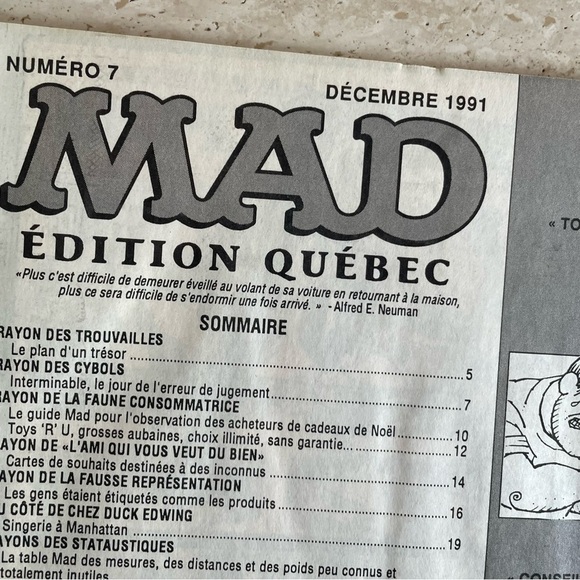 NUMÉRO 7
DÉCEMBRE 1991
MAD
ÉDITION QUÉBEC
«Plus c'est difficile de demeurer éveillé au volant de sa voiture en retournant à la maison,
plus ce sera difficile de s'endormir une fois arrivé. » -Alfred E. Neuman
SOMMAIRE
RAYON DES TROUVAILLES
Le plan d'un trésor 5
RAYON DES CYBOLS
Interminable, le jour de l'erreur de jugement 7
RAYON DE LA FAUNE CONSOMMATRICE
Le guide Mad pour l'observation des acheteurs de cadeaux de Noël 10
Toys 'R' U, grosses aubaines, choix illimité, sans garantie... 12
RAYON DE «L'AMI QUI VOUS VEUT DU BIEN»
Cartes de souhaits destinées à des inconnus 14
RAYON DE LA FAUSSE REPRÉSENTATION
Les gens étaient étiquetés comme les produits 16
DU CÔTÉ DE CHEZ DUCK EDWING
Singerie à Manhattan 19
RAYONS DES STATAUSTIQUES
La table Mad des mesures, des distances et des poids peu connus et
totalement inutiles
« TO